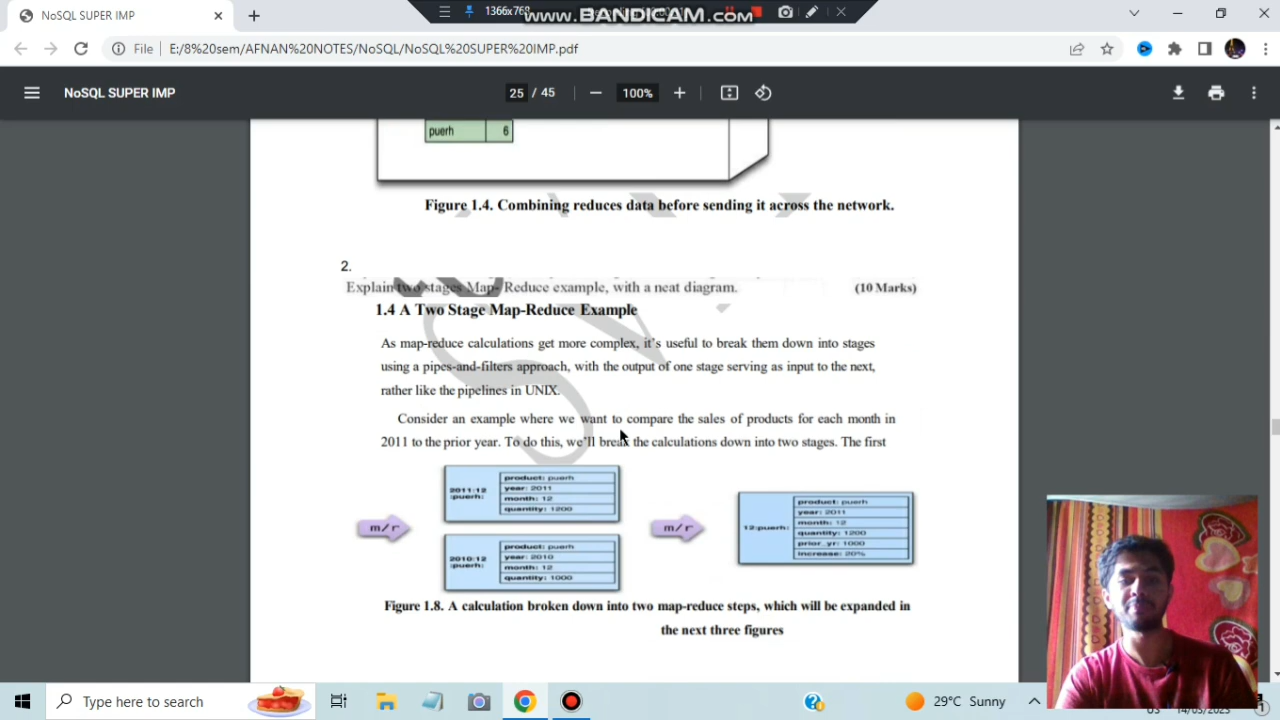 NoSQL SUPER IMP
1366x768
www.BANDICAM.com
File
E:/8%20sem/AFNAN%20NOTES/NoSQL/NoSQL%20SUPER%20IMP.pdf
NoSQL SUPER IMP
25 / 45
100%
puerh 6
Figure 1.4. Combining reduces data before sending it across the network.
2.
Explain two stages Map- Reduce example, with a neat diagram. (10 Marks)
1.4 A Two Stage Map-Reduce Example
As map-reduce calculations get more complex, it's useful to break them down into stages
using a pipes-and-filters approach, with the output of one stage serving as input to the next,
rather like the pipelines in UNIX.
Consider an example where we want to compare the sales of products for each month in
2011 to the prior year. To do this, we'll break the calculations down into two stages. The first
m/r
2011:12
:puerh:
product: puerh
year: 2011
month: 12
quantity: 1200
2010:12
:puerh:
product: puerh
year: 2010
month: 12
quantity: 1000
m/r
12:puerh:
product: puerh
year: 2011
month: 12
quantity: 1200
prior_yr: 1000
increase: 20%
Figure 1.8. A calculation broken down into two map-reduce steps, which will be expanded in
the next three figures
Type here to search
29°C Sunny